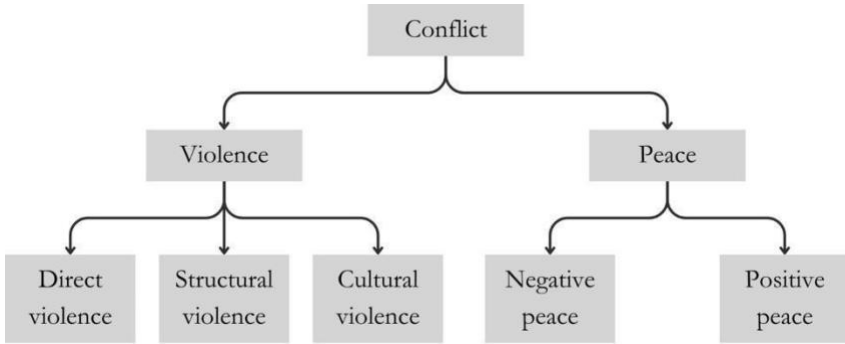 Conflict
Violence
Peace
Direct
violence
Structural
violence
Cultural
violence
Negative
peace
Positive
peace